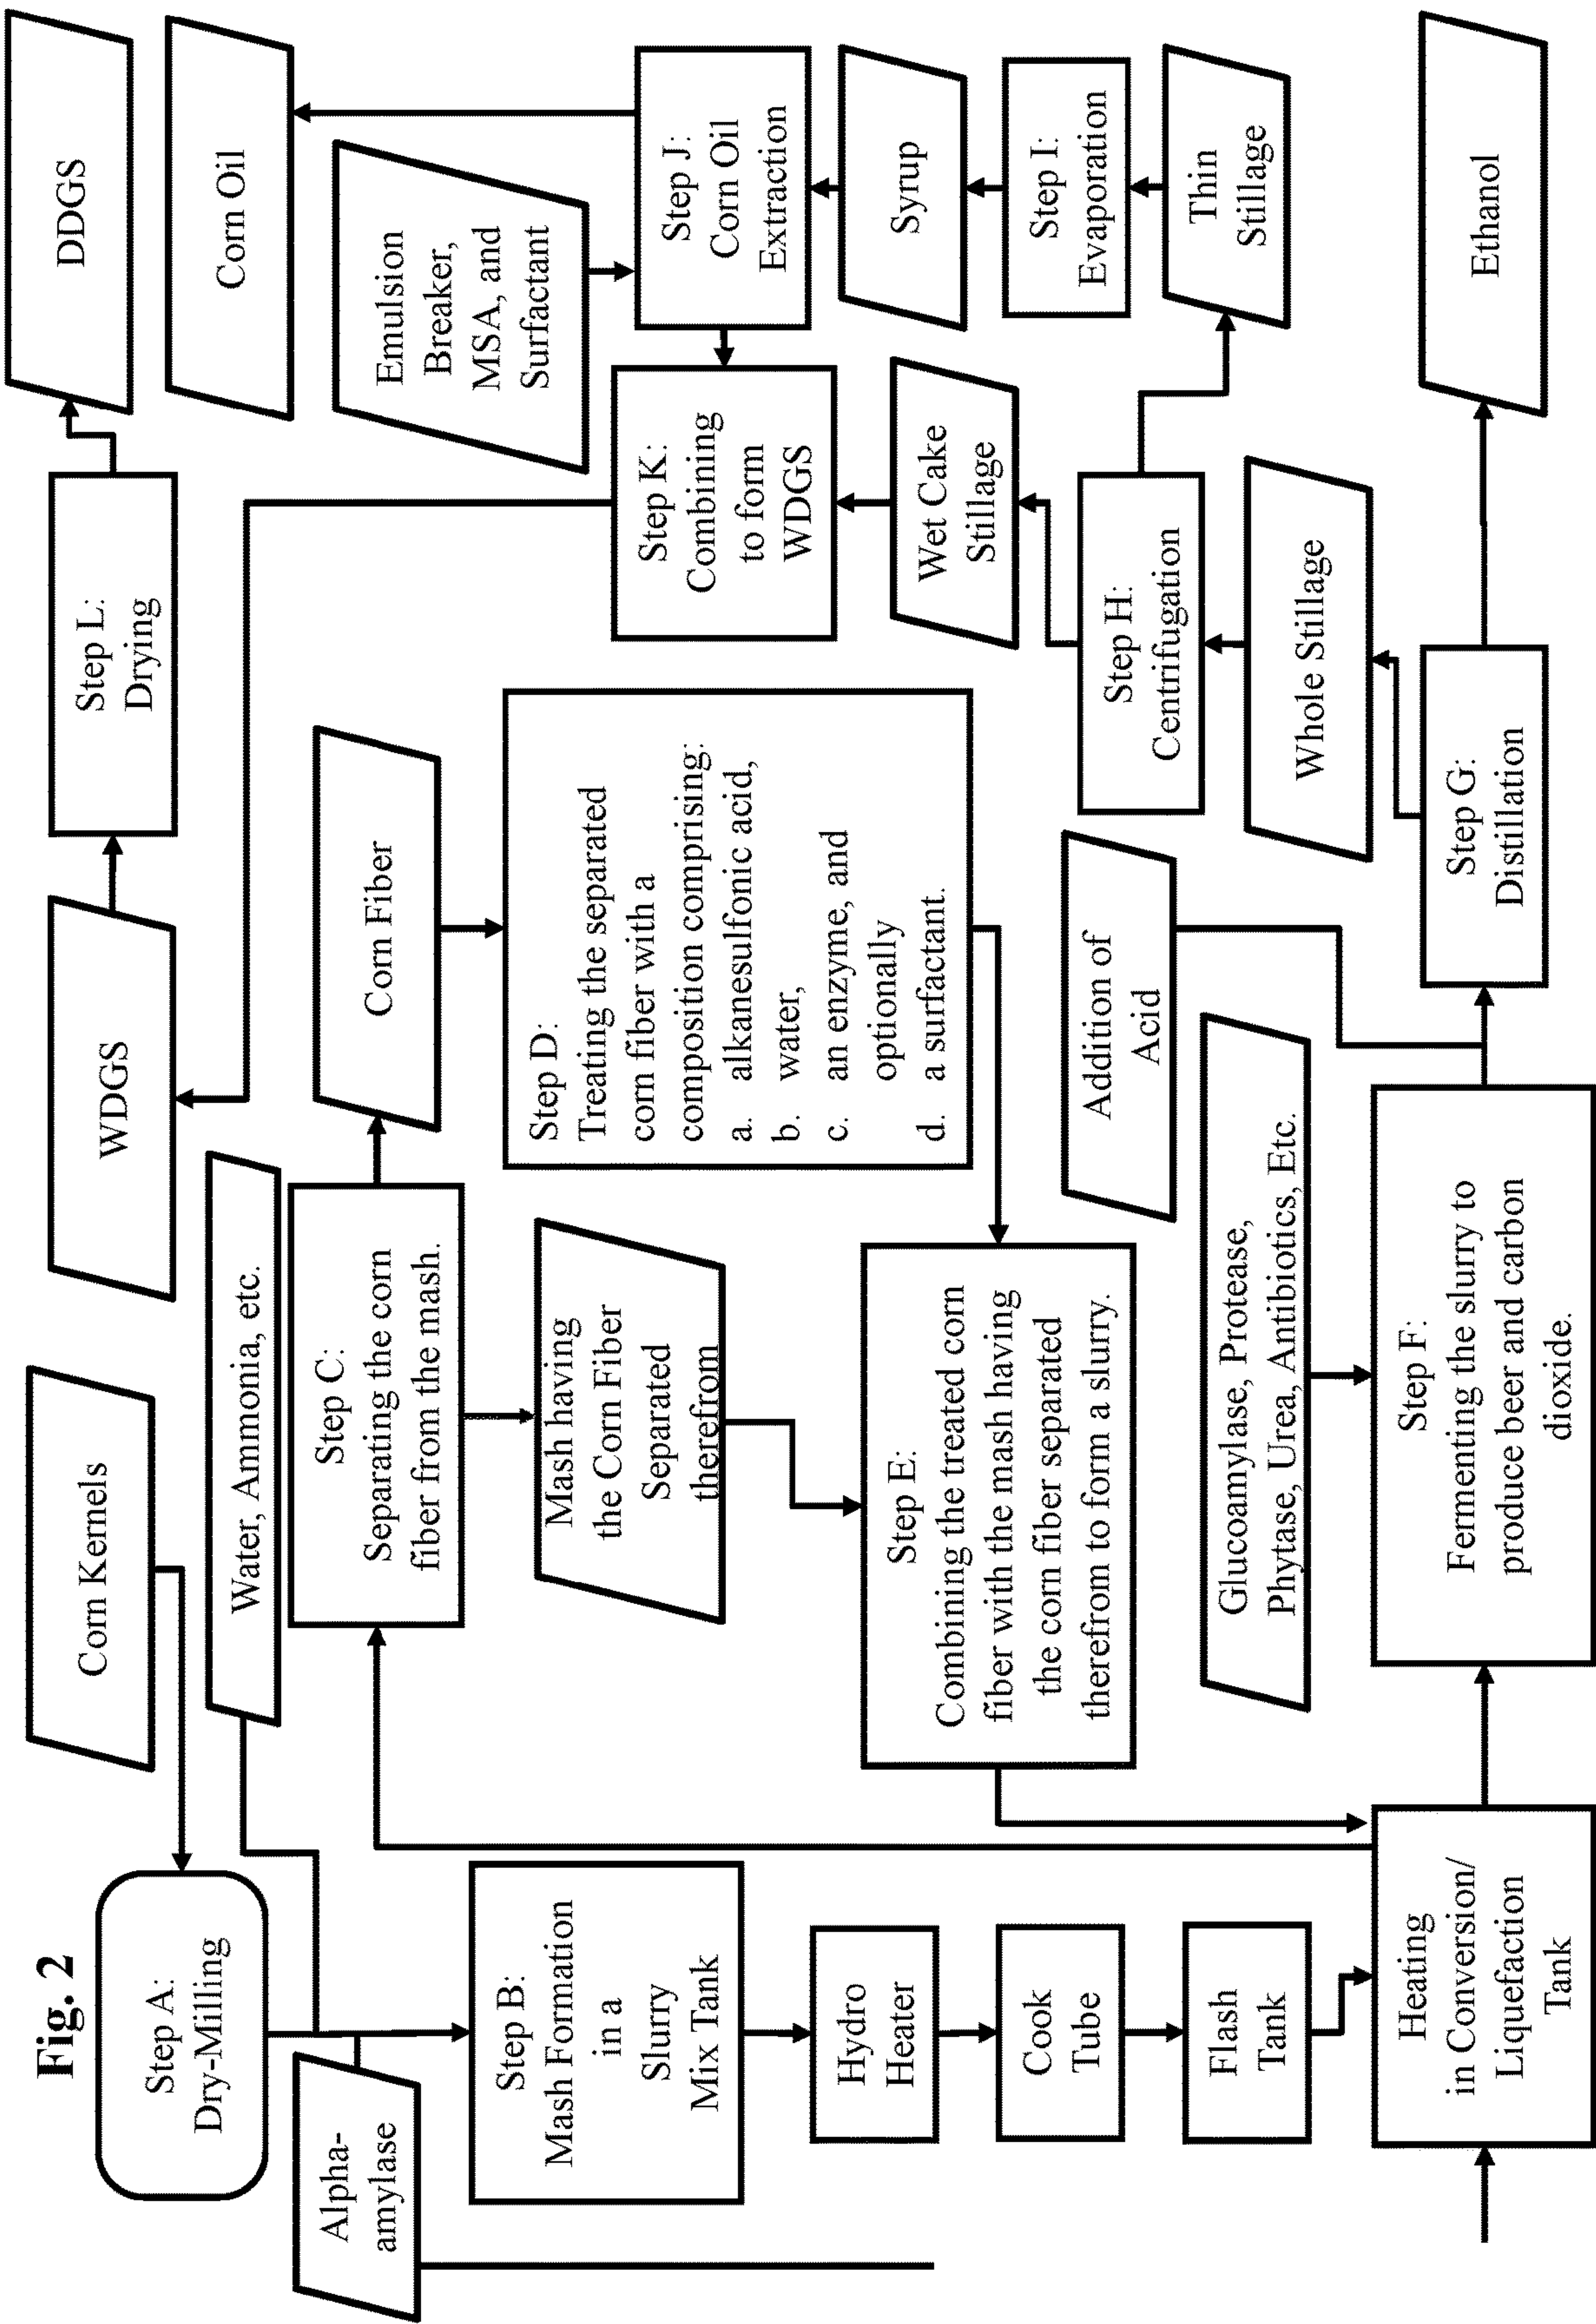 Fig. 2
Step A:
Dry-Milling
Corn Kernels
Water, Ammonia, etc.
Alpha-
amylase
Step B:
Mash Formation
in a
Slurry
Mix Tank
Hydro
Heater
Cook
Tube
Flash
Tank
Heating
in Conversion/
Liquefaction
Tank
Step C:
Separating the corn
fiber from the mash.
Mash having
the Corn Fiber
Separated
therefrom
Corn Fiber
Step D:
Treating the separated
corn fiber with a
composition comprising:
a. alkanesulfonic acid,
b. water,
c. an enzyme, and
optionally
d. a surfactant.
Step E:
Combining the treated corn
fiber with the mash having
the corn fiber separated
therefrom to form a slurry.
Glucoamylase, Protease,
Phytase, Urea, Antibiotics, Etc.
Step F:
Fermenting the slurry to
produce beer and carbon
dioxide.
Addition of
Acid
Step G:
Distillation
Ethanol
Whole Stillage
Step H:
Centrifugation
Wet Cake
Stillage
Thin
Stillage
Step I:
Evaporation
Syrup
Step J:
Corn Oil
Extraction
Emulsion
Breaker,
MSA, and
Surfactant
Corn Oil
Step K:
Combining
to form
WDGS
WDGS
Step L:
Drying
DDGS